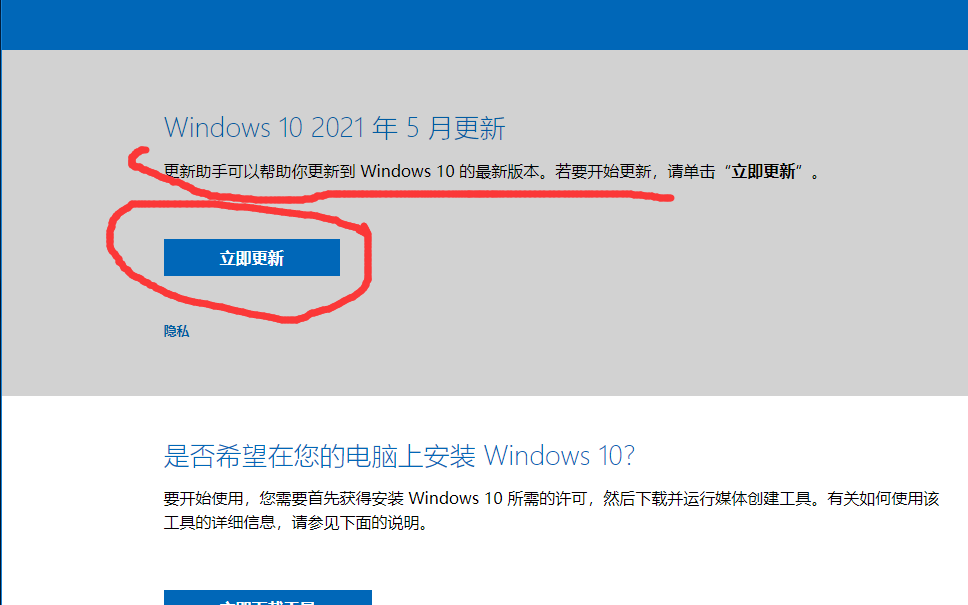 Windows 10 2021 年 5 月更新
更新助手可以帮助你更新到 Windows 10 的最新版本。若要开始更新，请单击“立即更新”。
立即更新
隐私
是否希望在您的电脑上安装 Windows 10?
要开始使用，您需要首先获得安装 Windows 10 所需的许可，然后下载并运行媒体创建工具。有关如何使用该
工具的详细信息，请参见下面的说明。
立即下载工具